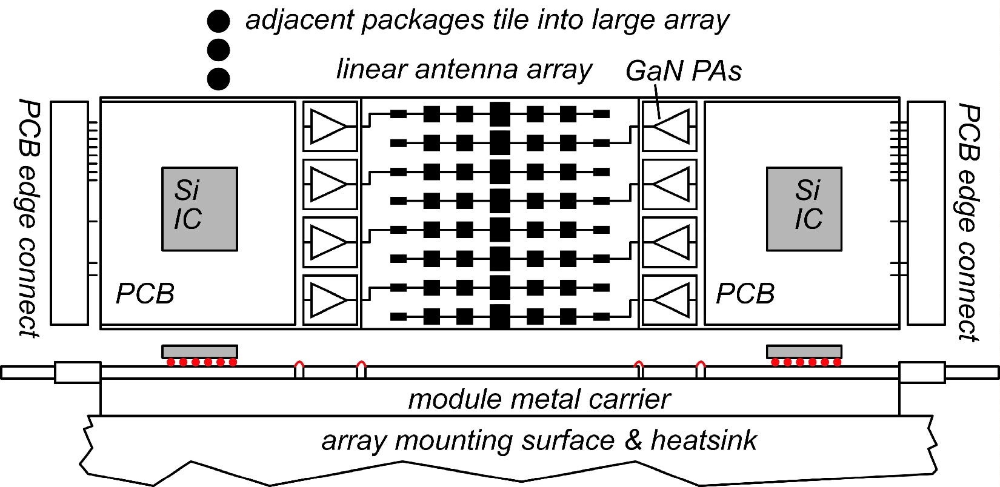 adjacent packages tile into large array
linear antenna array
GaN PAs
PCB edge connect
Si
IC
PCB
Si
IC
PCB
PCB edge connect
module metal carrier
array mounting surface & heatsink